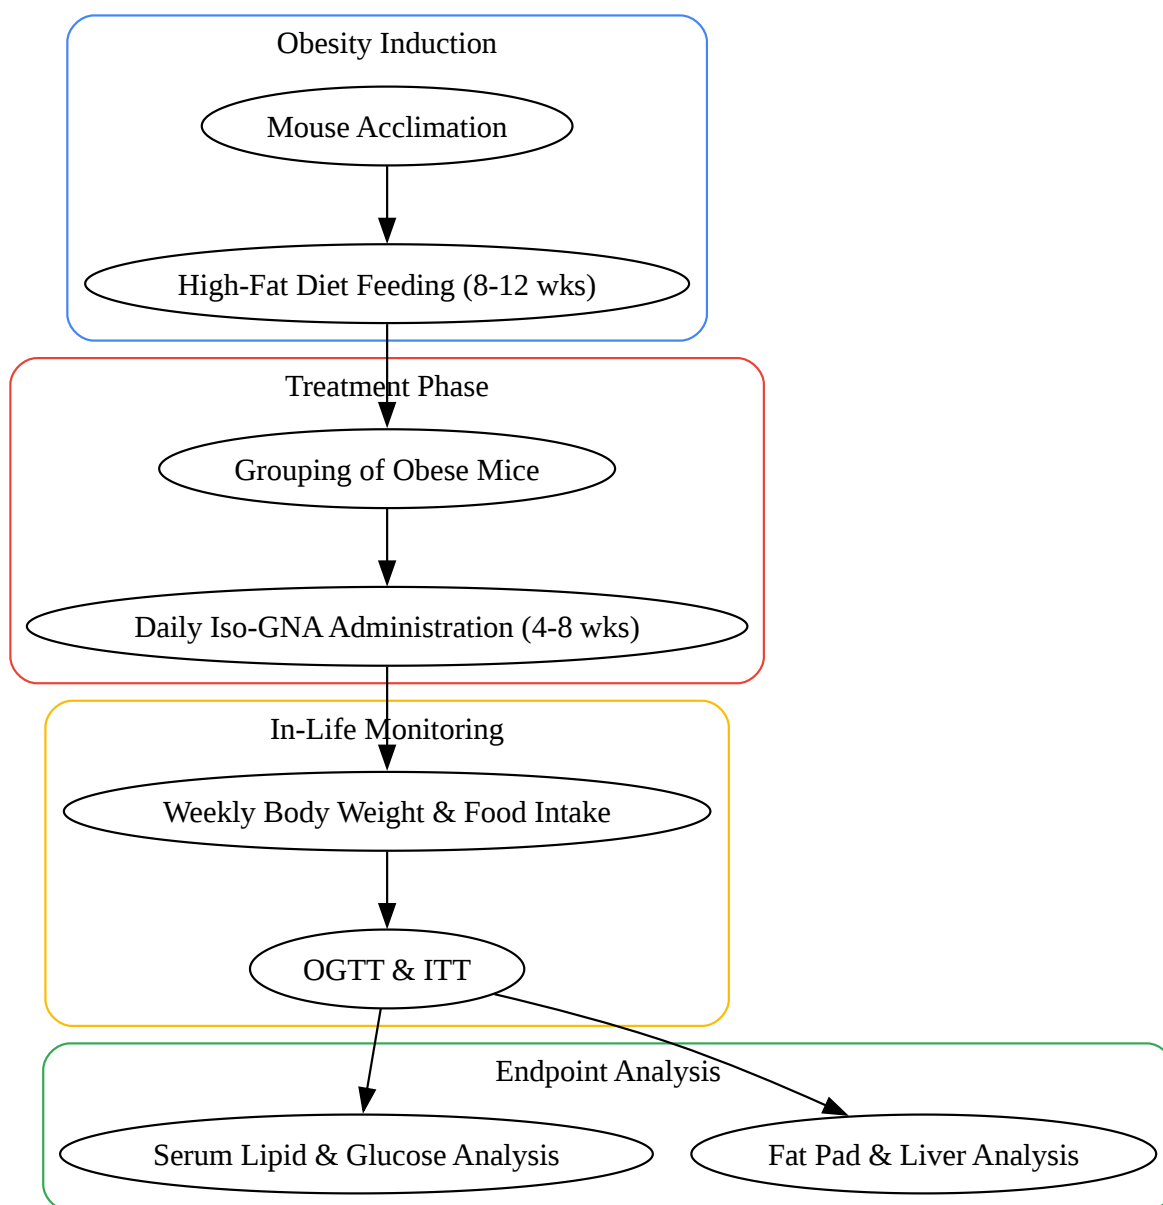 Obesity Induction
Mouse Acclimation
High-Fat Diet Feeding (8-12 wks)
Treatment Phase
Grouping of Obese Mice
Daily Iso-GNA Administration (4-8 wks)
In-Life Monitoring
Weekly Body Weight & Food Intake
OGTT & ITT
Endpoint Analysis
Serum Lipid & Glucose Analysis
Fat Pad & Liver Analysis